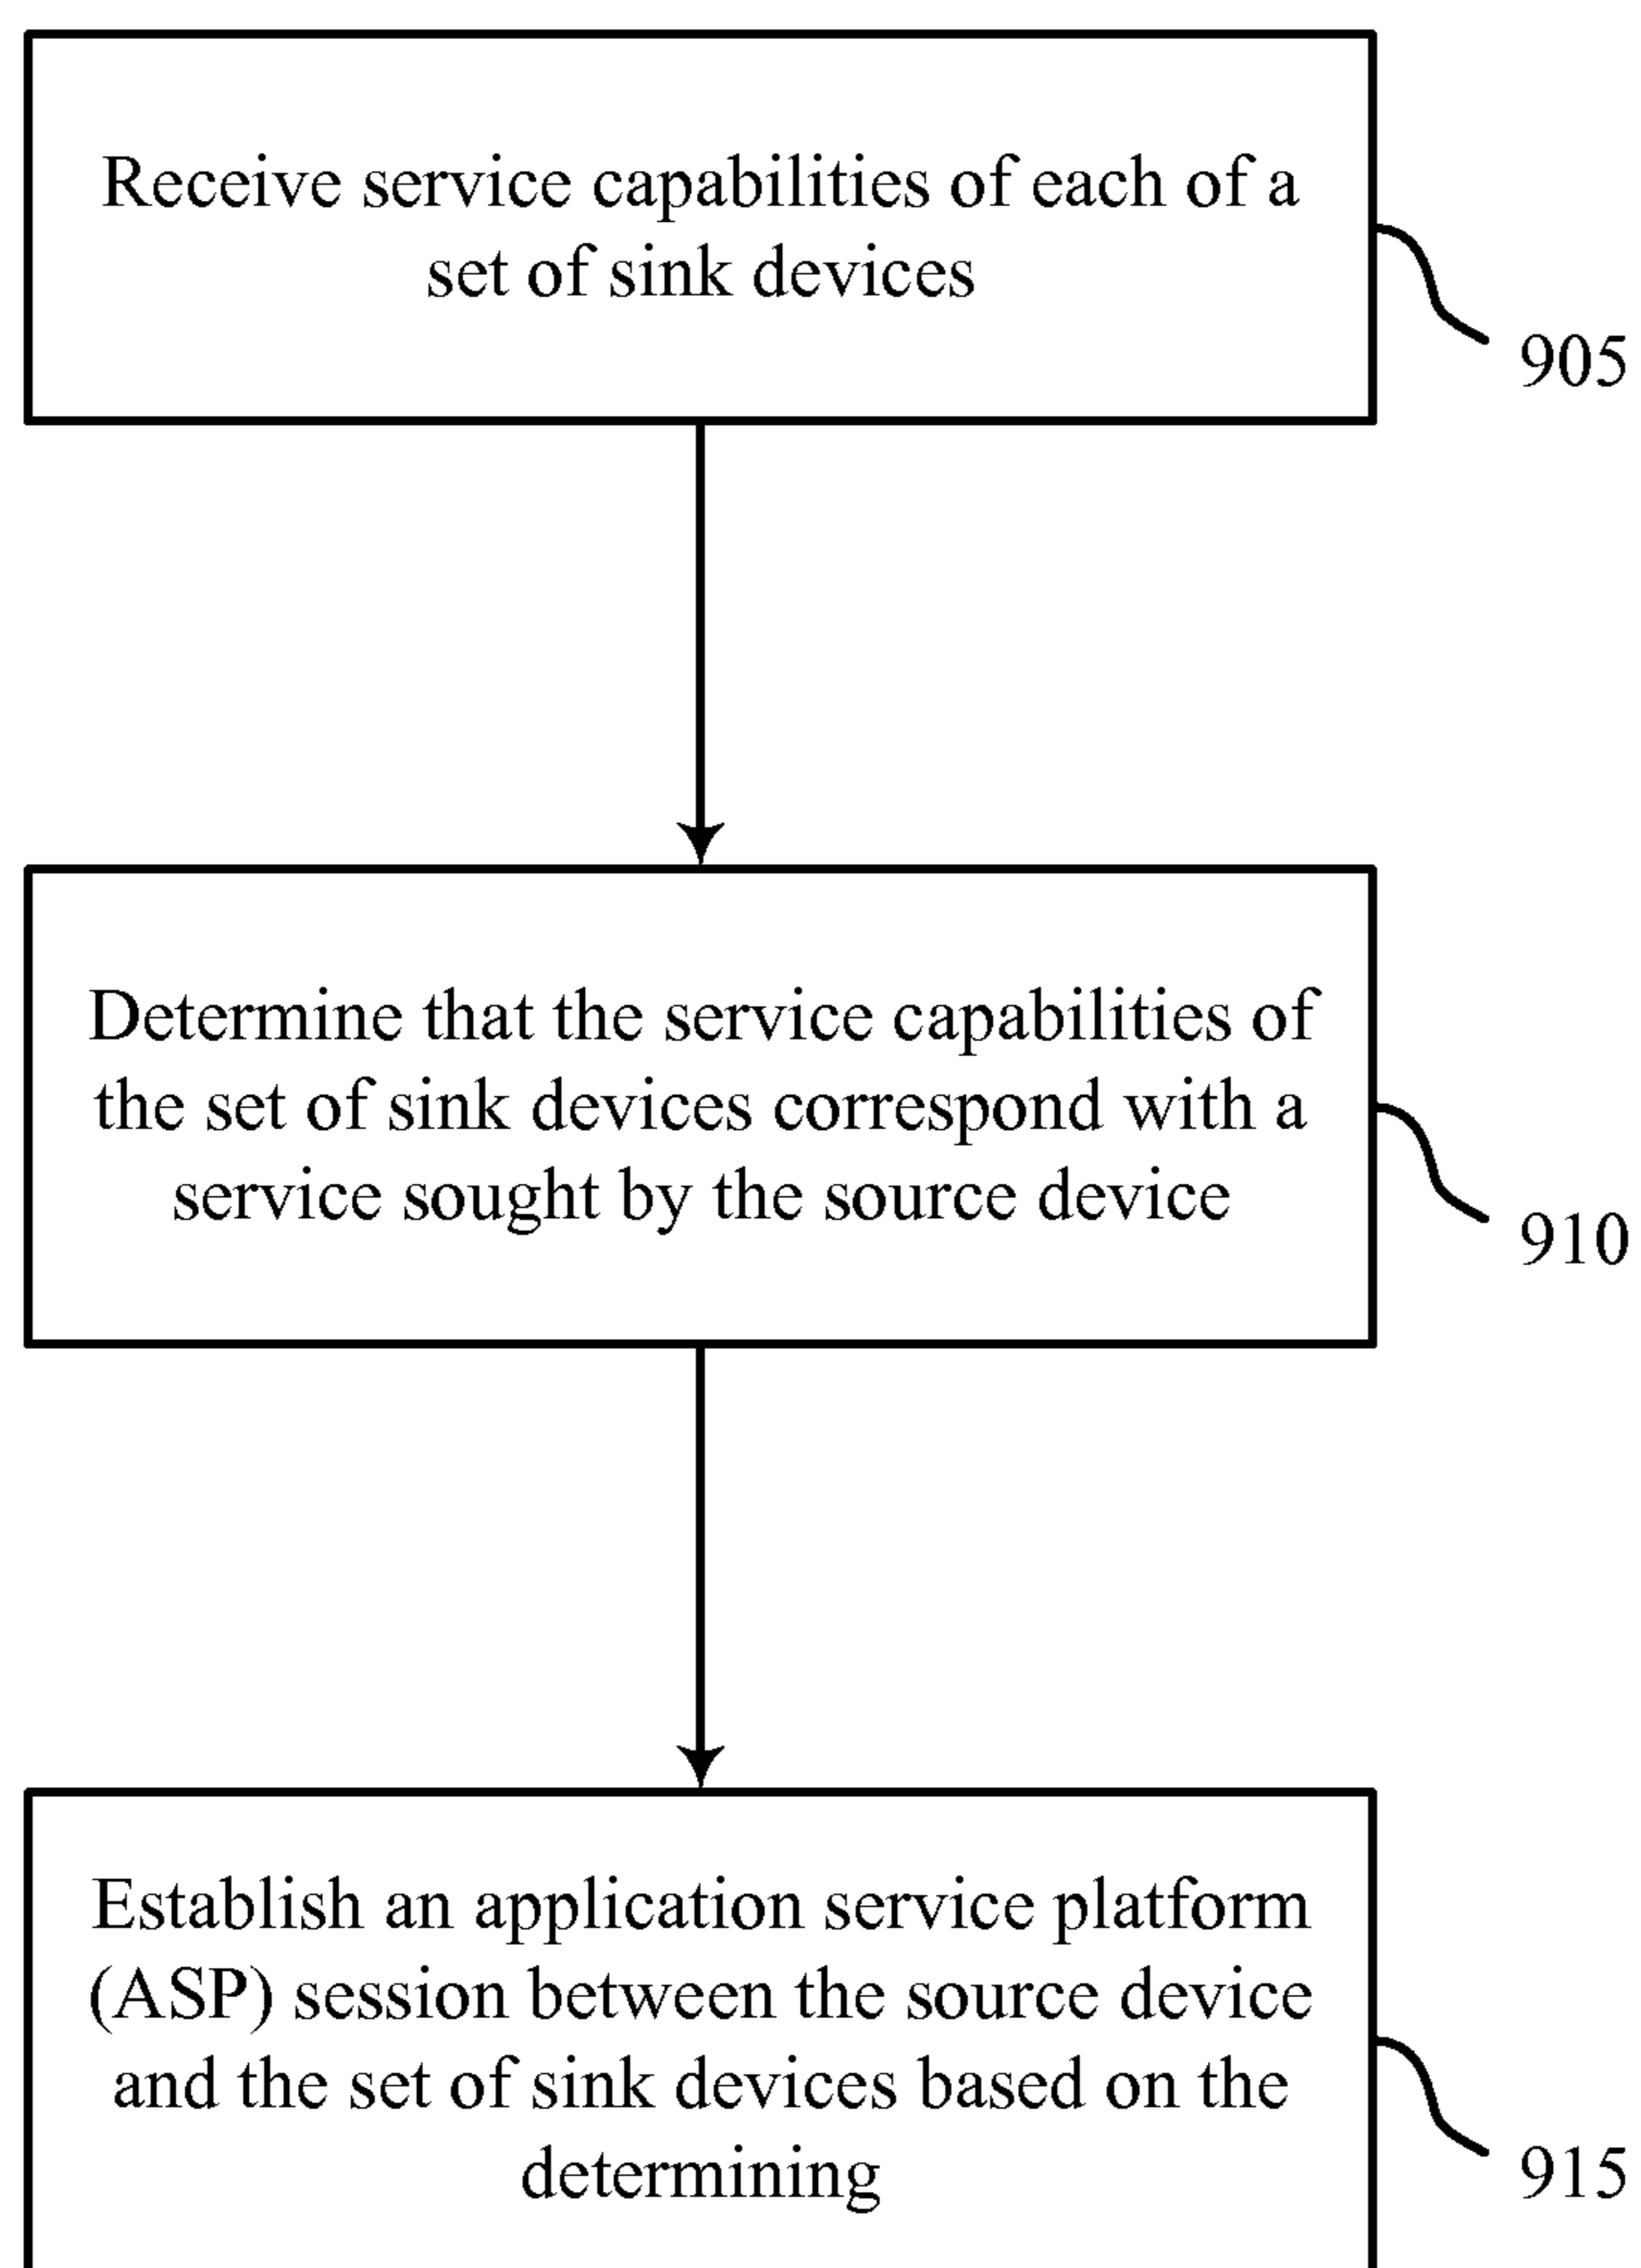 Receive service capabilities of each of a
set of sink devices
905
Determine that the service capabilities of
the set of sink devices correspond with a
service sought by the source device
910
Establish an application service platform
(ASP) session between the source device
and the set of sink devices based on the
determining
915